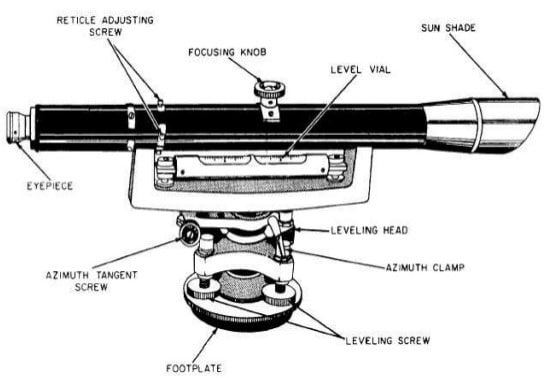 RETICLE ADJUSTING
SCREW
SUN SHADE
FOCUSING KNOB
LEVEL VIAL
EYEPIECE
LEVELING HEAD
AZIMUTH TANGENT
SCREW
AZIMUTH CLAMP
LEVELING SCREW
FOOTPLATE